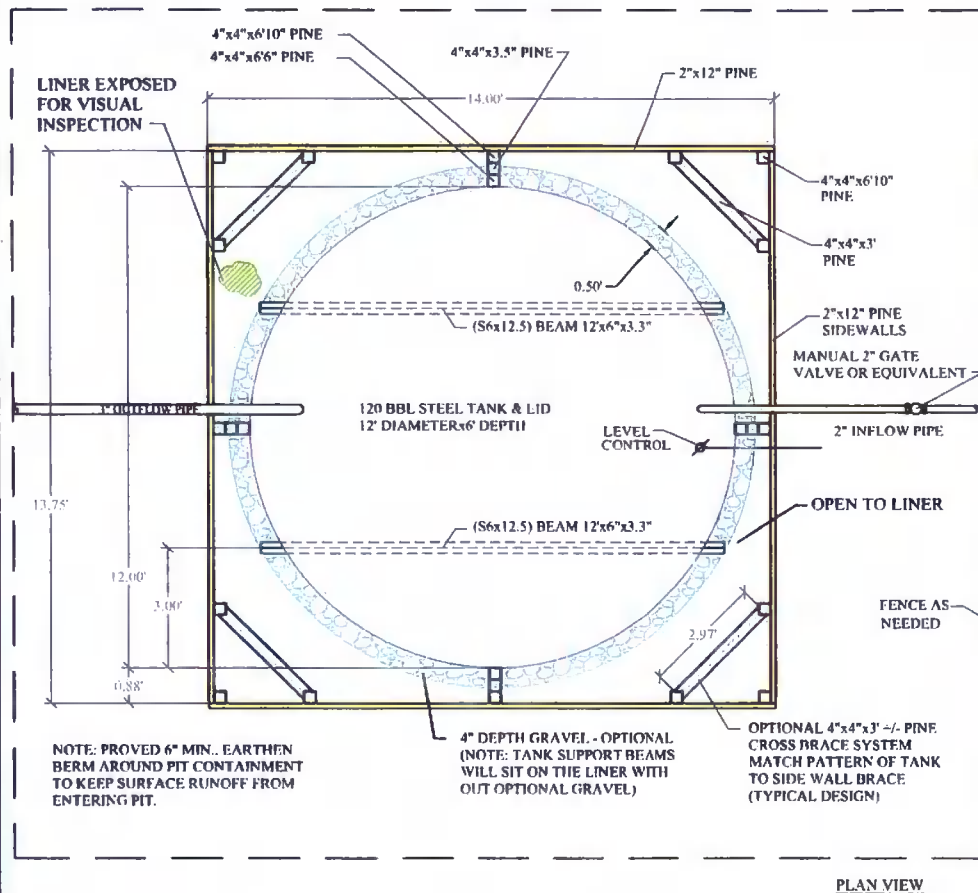 4"x4"x6'10" PINE
4"x4"x6'6" PINE
4"x4"x3.5" PINE
2"x12" PINE
LINER EXPOSED
FOR VISUAL
INSPECTION
14.00'
4"x4"x6'10"
PINE
4"x4"x3'
PINE
0.50'
(S6x12.5) BEAM 12'x6"x3.3"
2"x12" PINE
SIDEWALLS
MANUAL 2" GATE
VALVE OR EQUIVALENT
OUTFLOW PIPE
120 BBL STEEL TANK & LID
12' DIAMETERx6' DEPTH
LEVEL
CONTROL
2" INFLOW PIPE
13.75'
OPEN TO LINER
(S6x12.5) BEAM 12'x6"x3.3"
12.00'
3.00'
FENCE AS
NEEDED
2.97'
0.88'
NOTE: PROVED 6" MIN.. EARTHEN
BERM AROUND PIT CONTAINMENT
TO KEEP SURFACE RUNOFF FROM
ENTERING PIT.
4" DEPTH GRAVEL - OPTIONAL
(NOTE: TANK SUPPORT BEAMS
WILL SIT ON THE LINER WITH
OUT OPTIONAL GRAVEL)
OPTIONAL 4"x4"x3' +/- PINE
CROSS BRACE SYSTEM
MATCH PATTERN OF TANK
TO SIDE WALL BRACE
(TYPICAL DESIGN)
PLAN VIEW